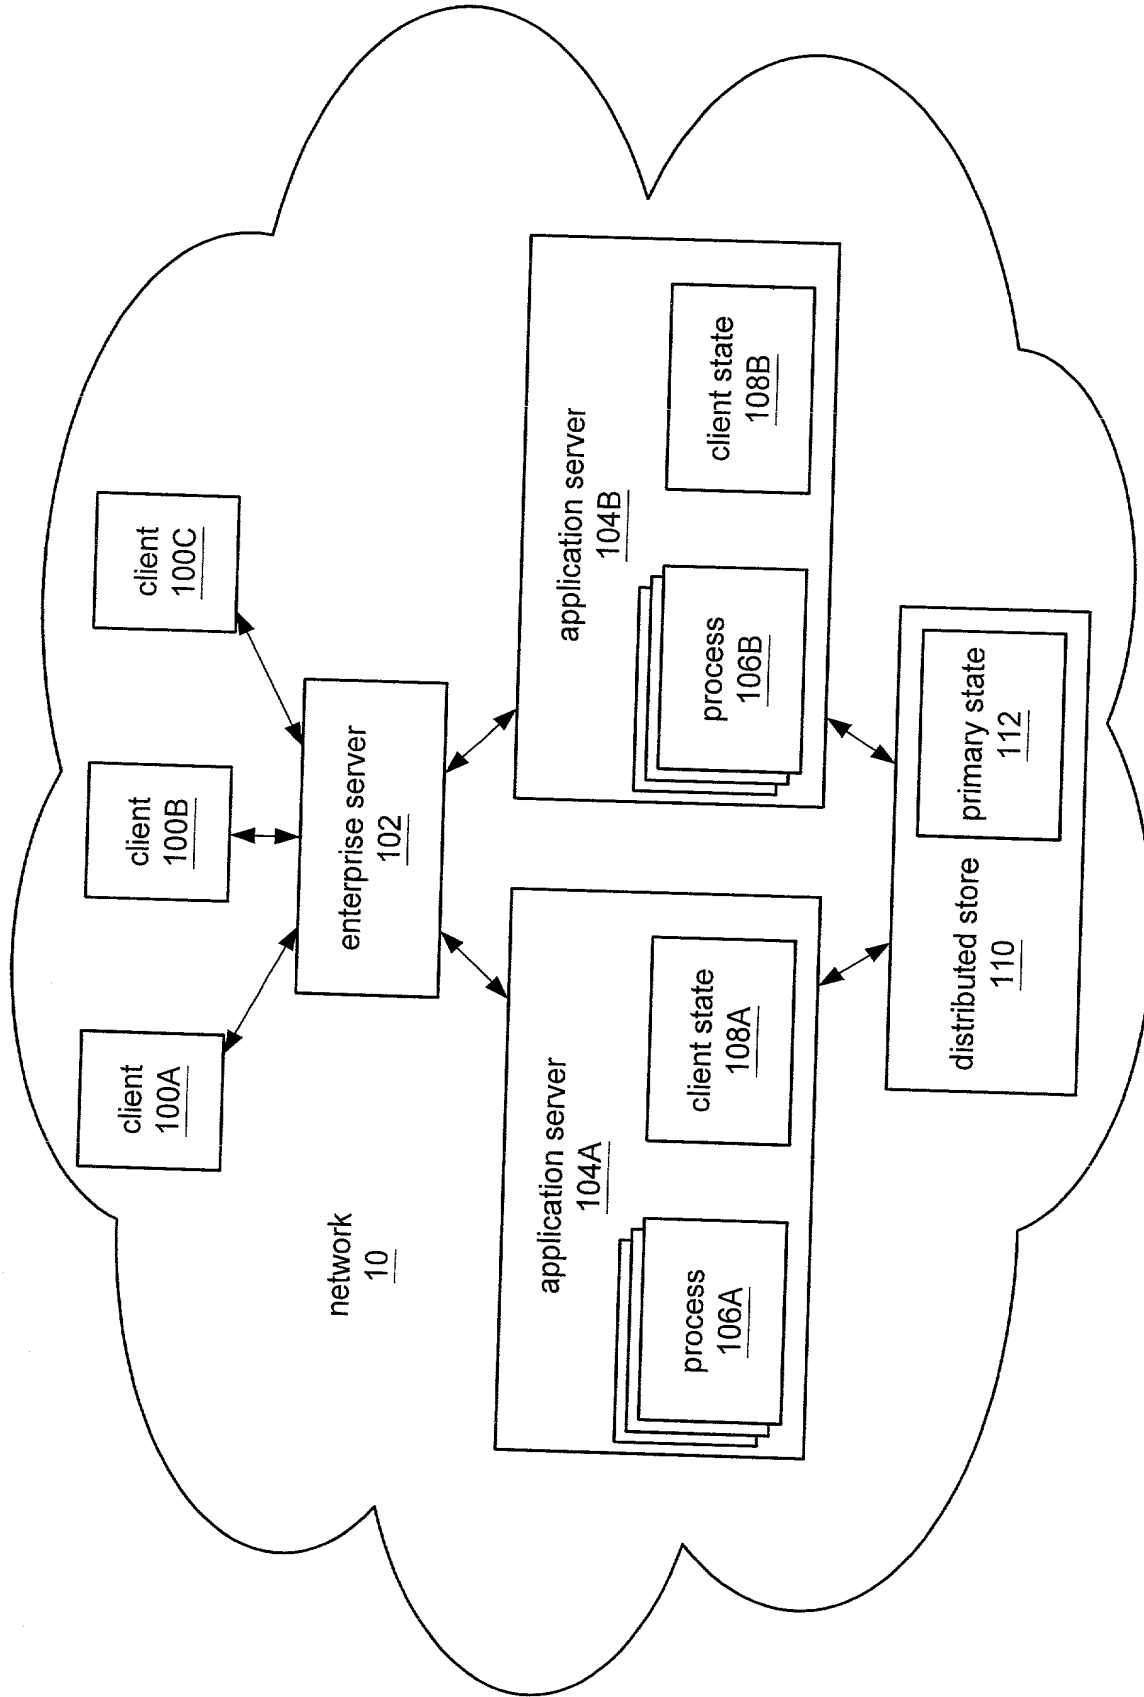 client
100A
client
100B
client
100C
network
10
enterprise server
102
application server
104A
process
106A
client state
108A
application server
104B
process
106B
client state
108B
distributed store
110
primary state
112